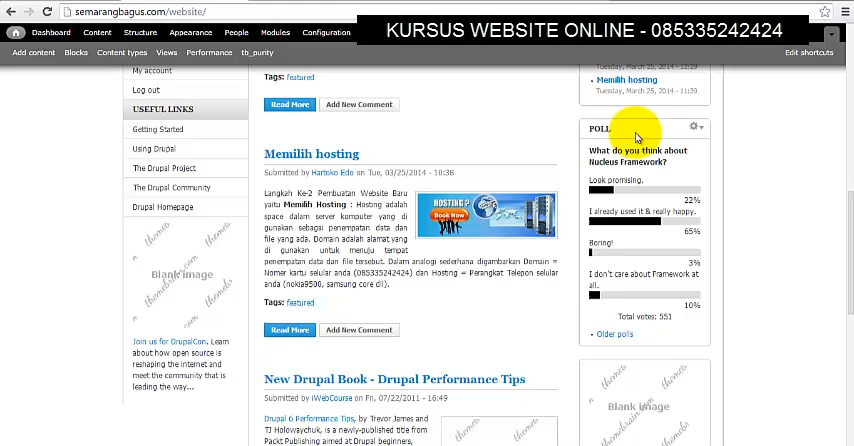 semarangbagus.com/website/
KURSUS WEBSITE ONLINE - 085335242424
Dashboard Content Structure Appearance People Modules Configuration
Add content Blocks Content types Views Performance tb_purity Edit shortcuts
My account
Log out
USEFUL LINKS
Getting Started
Using Drupal
The Drupal Project
The Drupal Community
Drupal Homepage
themes
themes
Blank image
themebrain.com
themes
Join us for DrupalCon. Learn
about how open source is
reshaping the internet and
meet the community that is
leading the way...
Tags: featured
Read More Add New Comment
Memilih hosting
Submitted by Hartoko Edo on Tue, 03/25/2014 - 10:38
Langkah Ke-2 Pembuatan Website Baru
yaitu Memilih Hosting : Hosting adalah
space dalam server komputer yang di
gunakan sebagai penempatan data dan
file yang ada. Domain adalah alamat yang
di gunakan untuk menuju tempat
penempatan data dan file tersebut. Dalam analogi sederhana digambarkan Domain =
Nomer kartu selular anda (085335242424) dan Hosting = Perangkat Telepon selular
anda (nokia9500, samsung core dll).
HOSTING ?
Book Now
Tags: featured
Read More Add New Comment
New Drupal Book - Drupal Performance Tips
Submitted by iWebCourse on Fri, 07/22/2011 - 16:49
Drupal 6 Performance Tips, by Trevor James and
TJ Holowaychuk, is a newly-published title from
Packt Publishing aimed at Drupal beginners,
Tuesday, March 25, 2014 - 12:29
Memilih hosting
Tuesday, March 25, 2014 - 11:39
POLL
What do you think about
Nucleus Framework?
Look promising.
22%
I already used it & really happy.
65%
Boring!
3%
I don't care about Framework at
all.
10%
Total votes: 551
Older polls
themes
themes
Blank image